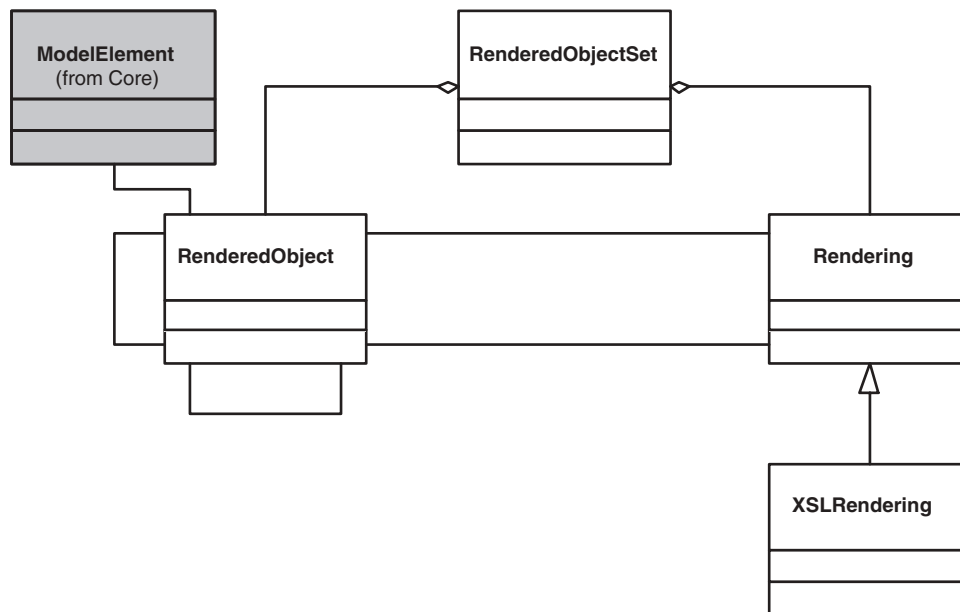 ModelElement
(from Core)
RenderedObjectSet
RenderedObject
Rendering
XSLRendering